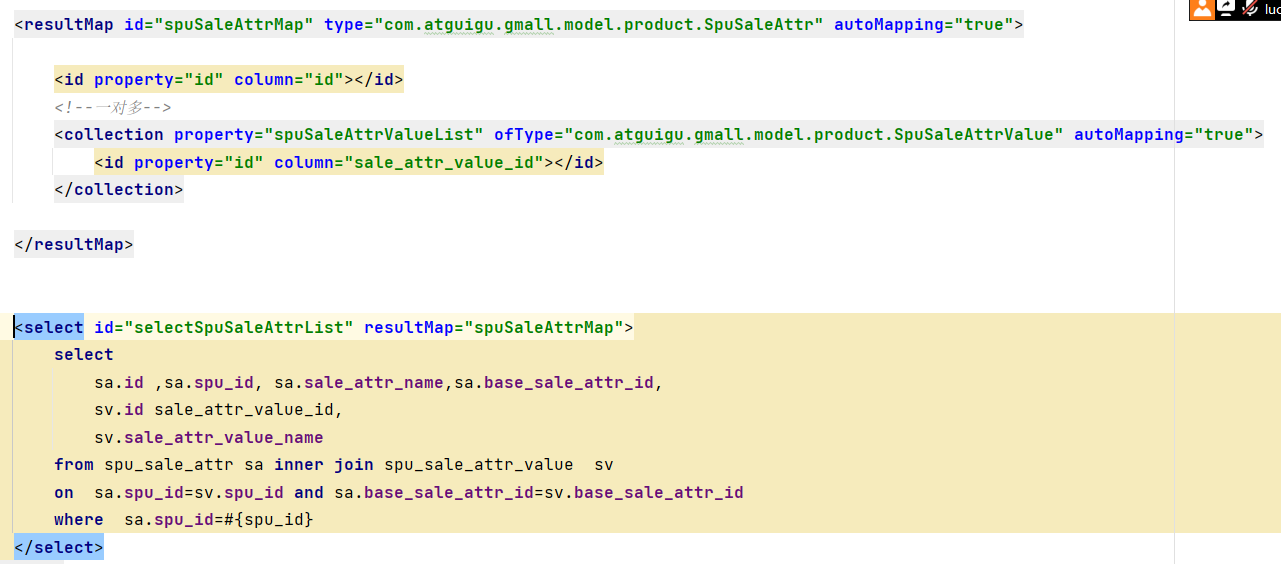 <resultMap id="spuSaleAttrMap" type="com.atguigu.gmall.model.product.SpuSaleAttr" autoMapping="true">
luc
<id property="id" column="id"></id>
<!--一对多-->
<collection property="spuSaleAttrValueList" ofType="com.atguigu.gmall.model.product.SpuSaleAttrValue" autoMapping="true">
<id property="id" column="sale_attr_value_id"></id>
</collection>
</resultMap>
<select id="selectSpuSaleAttrList" resultMap="spuSaleAttrMap">
select
sa.id ,sa.spu_id, sa.sale_attr_name,sa.base_sale_attr_id,
sv.id sale_attr_value_id,
sv.sale_attr_value_name
from spu_sale_attr sa inner join spu_sale_attr_value  sv
on  sa.spu_id=sv.spu_id and sa.base_sale_attr_id=sv.base_sale_attr_id
where  sa.spu_id=#{spu_id}
</select>